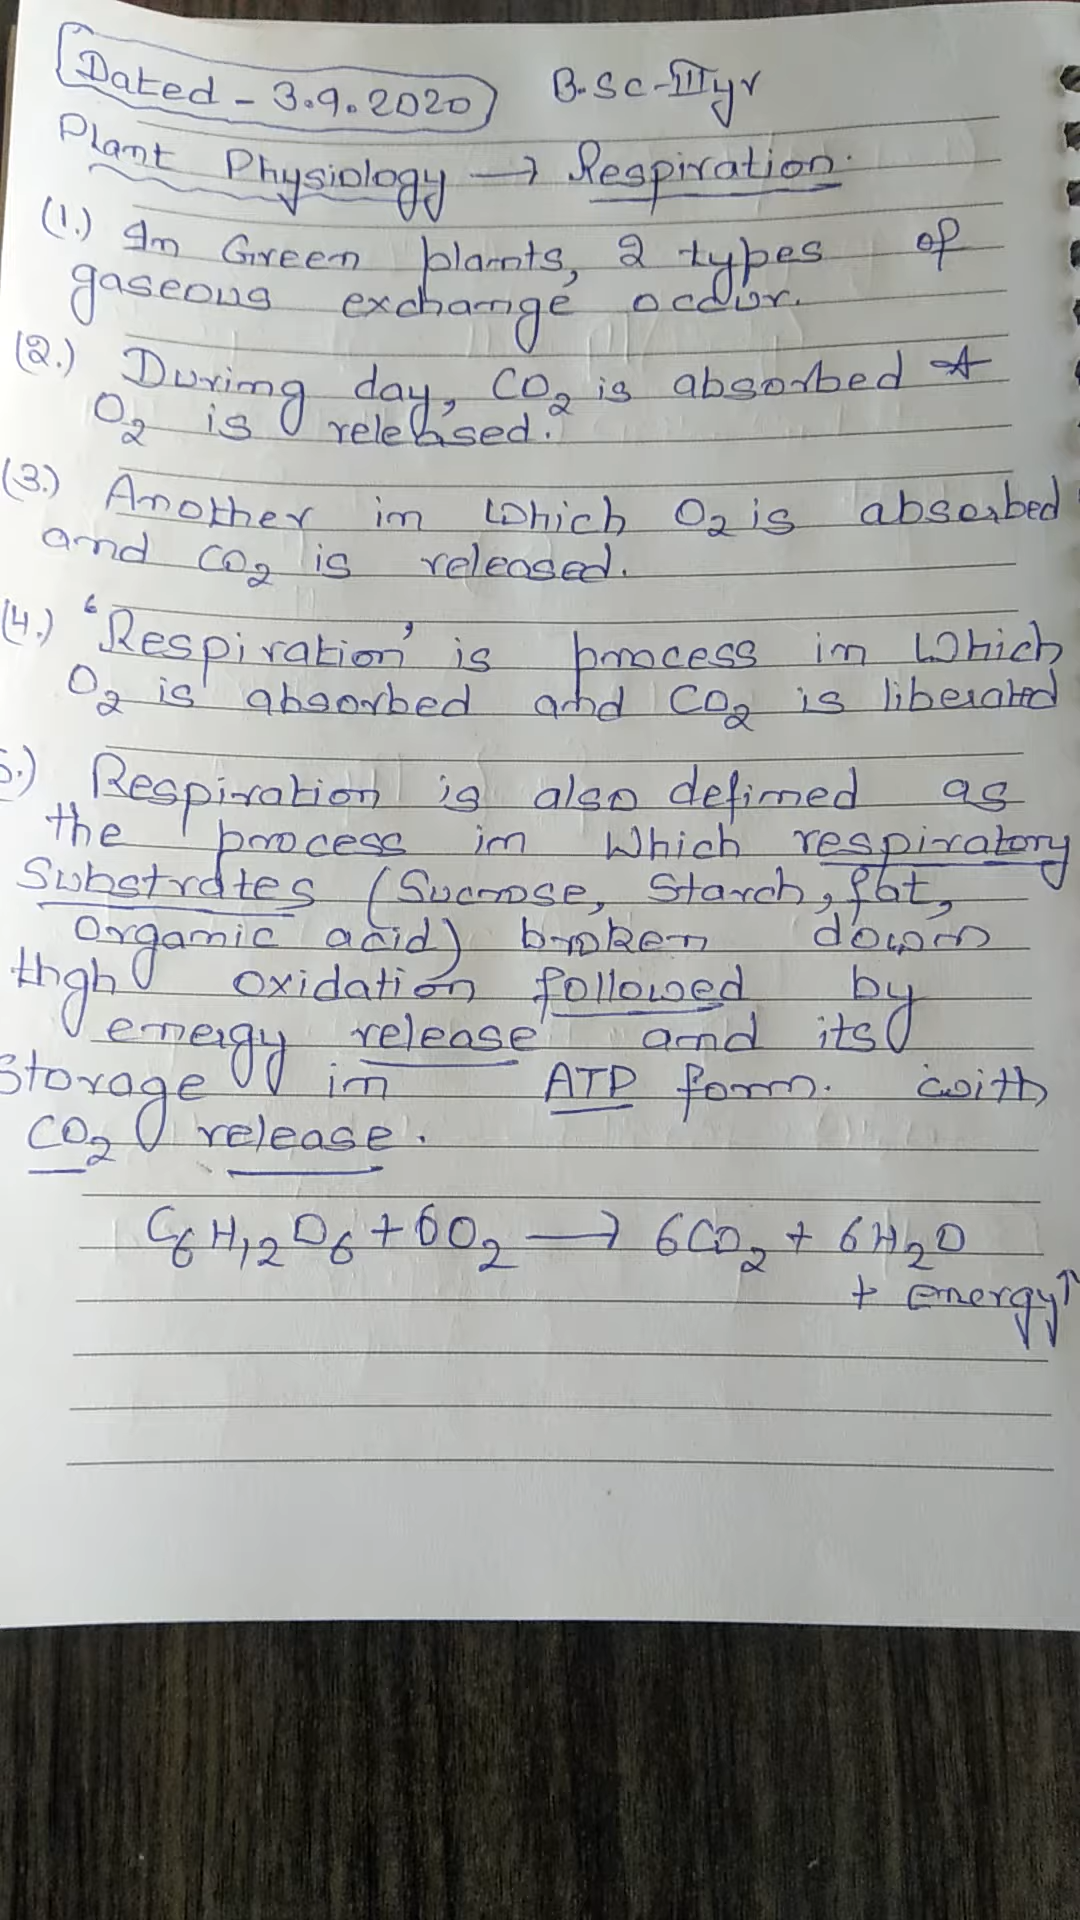 Dated - 3.9.2020 B.Sc-IIIyr
Plant Physiology → Respiration.
(1.) In Green plants, 2 types of
gaseous exchange occur.
(2.) During day, CO₂ is absorbed &
O₂ is released.
(3.) Another in which O₂ is absorbed
and CO₂ is released.
(4.) 'Respiration' is process in which
O₂ is absorbed and CO₂ is liberated
5.) Respiration is also defined as
the process in which respiratory
Substrates (Sucrose, Starch, fat,
Organic acid) broken down
thgh oxidation followed by
energy release and its
Storage in ATP form. with
CO₂ release.
C₆H₁₂O₆ + 6O₂ → 6CO₂ + 6H₂O
+ energy↑